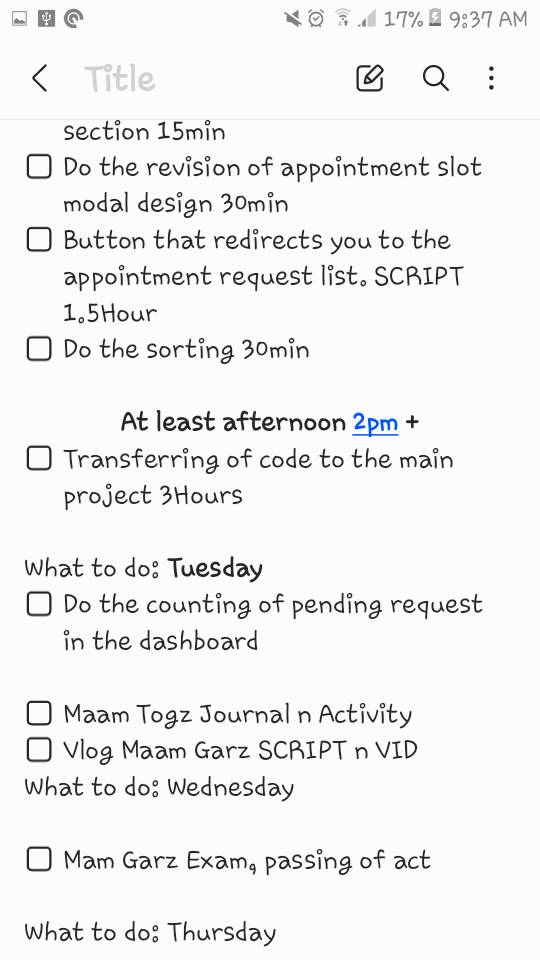 17% 9:37 AM
Title
section 15min
Do the revision of appointment slot
modal design 30min
Button that redirects you to the
appointment request list. SCRIPT
1.5Hour
Do the sorting 30min
At least afternoon 2pm +
Transferring of code to the main
project 3Hours
What to do: Tuesday
Do the counting of pending request
in the dashboard
Maam Togz Journal n Activity
Vlog Maam Garz SCRIPT n VID
What to do: Wednesday
Mam Garz Exam, passing of act
What to do: Thursday